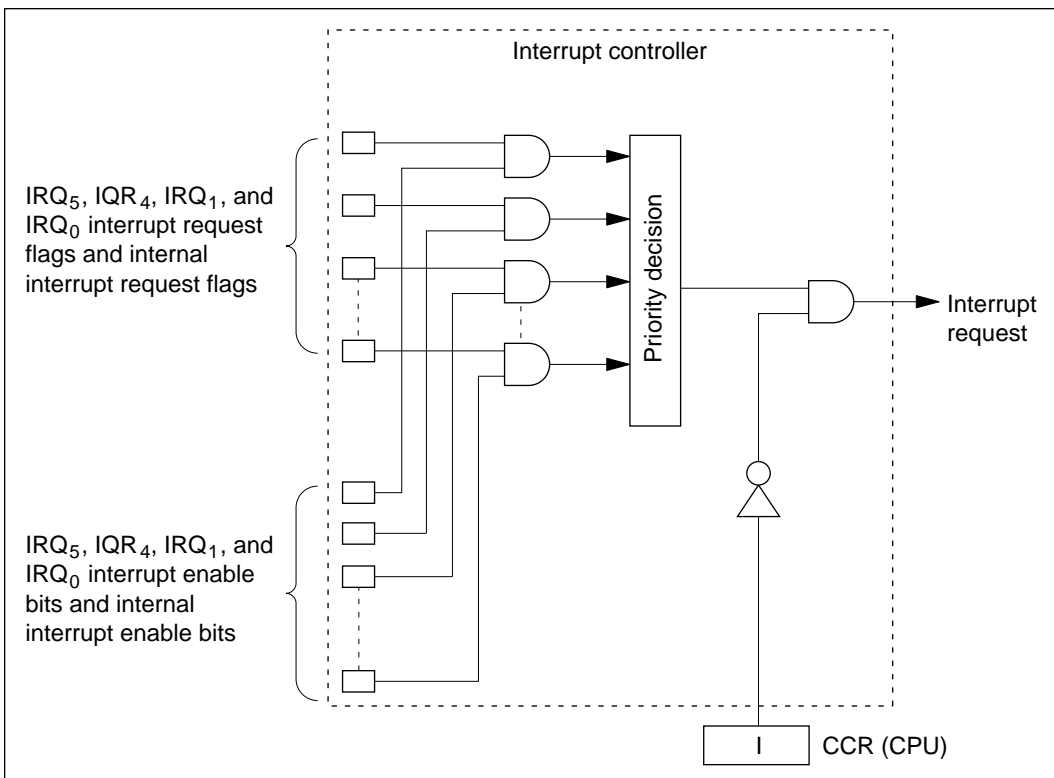 Interrupt controller
IRQ5, IQR4, IRQ1, and
IRQ0 interrupt request
flags and internal
interrupt request flags
Priority decision
Interrupt
request
IRQ5, IQR4, IRQ1, and
IRQ0 interrupt enable
bits and internal
interrupt enable bits
I
CCR (CPU)